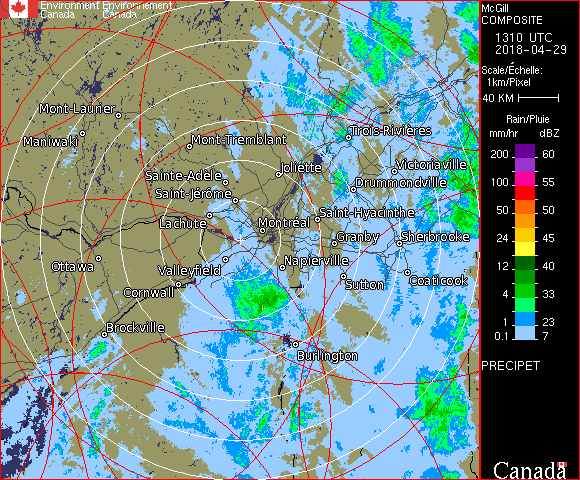 Environment Environnement
Canada Canada
McGill
COMPOSITE
1310 UTC
2018-04-29
Scale/Échelle:
1km/Pixel
40 KM
Rain/Pluie
mm/hr dBZ
200 60
100 55
50 50
24 45
12 40
4 33
1 23
0.1 7
PRECIPET
Canada
Mont-Laurier
Maniwaki
Mont-Tremblant
Trois-Rivières
Sainte-Adèle
Joliette
Victoriaville
Saint-Jérôme
Drummondville
Lachute
Montréal
Saint-Hyacinthe
Granby
Sherbrooke
Ottawa
Valleyfield
Napierville
Cornwall
Sutton
Coaticook
Brockville
Burlington